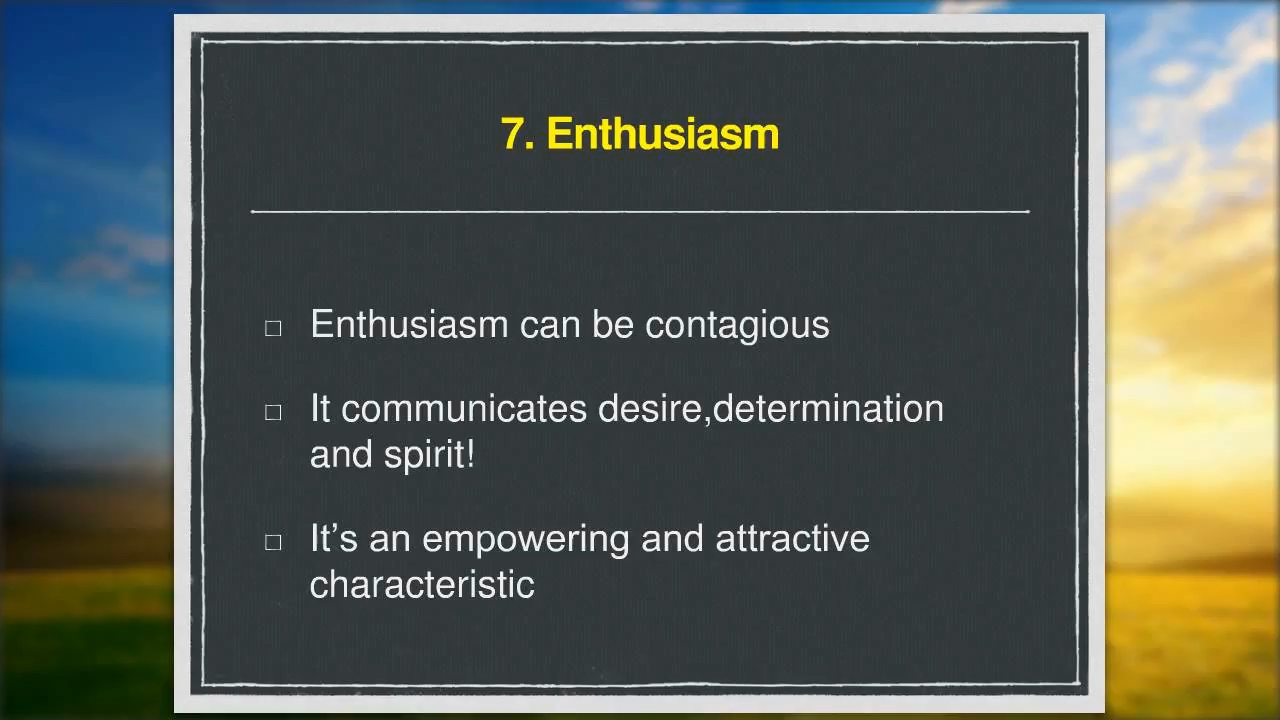 7. Enthusiasm
□ Enthusiasm can be contagious
□ It communicates desire,determination
and spirit!
□ It’s an empowering and attractive
characteristic